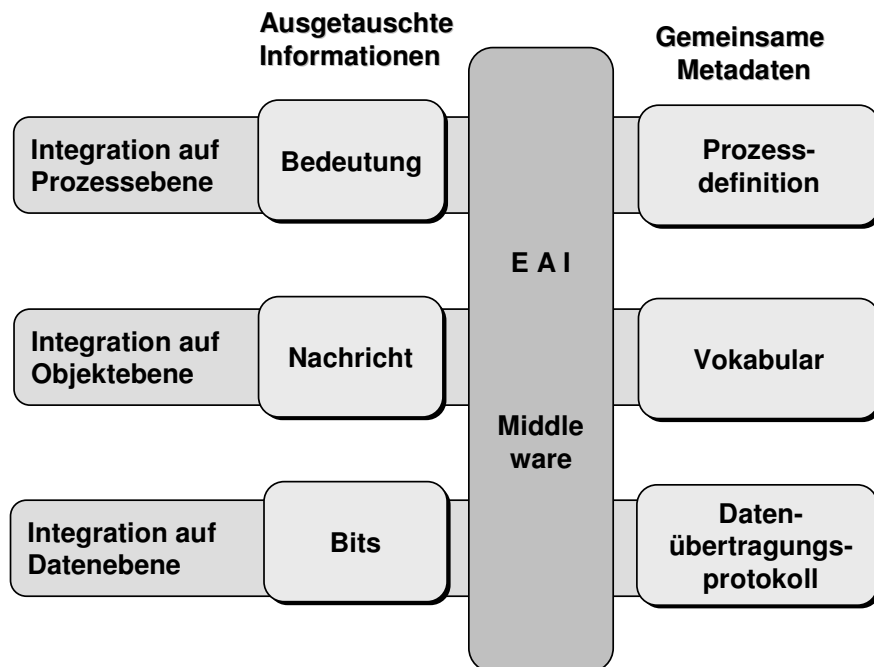 Ausgetauschte
Informationen
Gemeinsame
Metadaten
Integration auf
Prozessebene
Bedeutung
Prozess-
definition
E A I
Integration auf
Objektebene
Nachricht
Vokabular
Middle
ware
Integration auf
Datenebene
Bits
Daten-
übertragungs-
protokoll